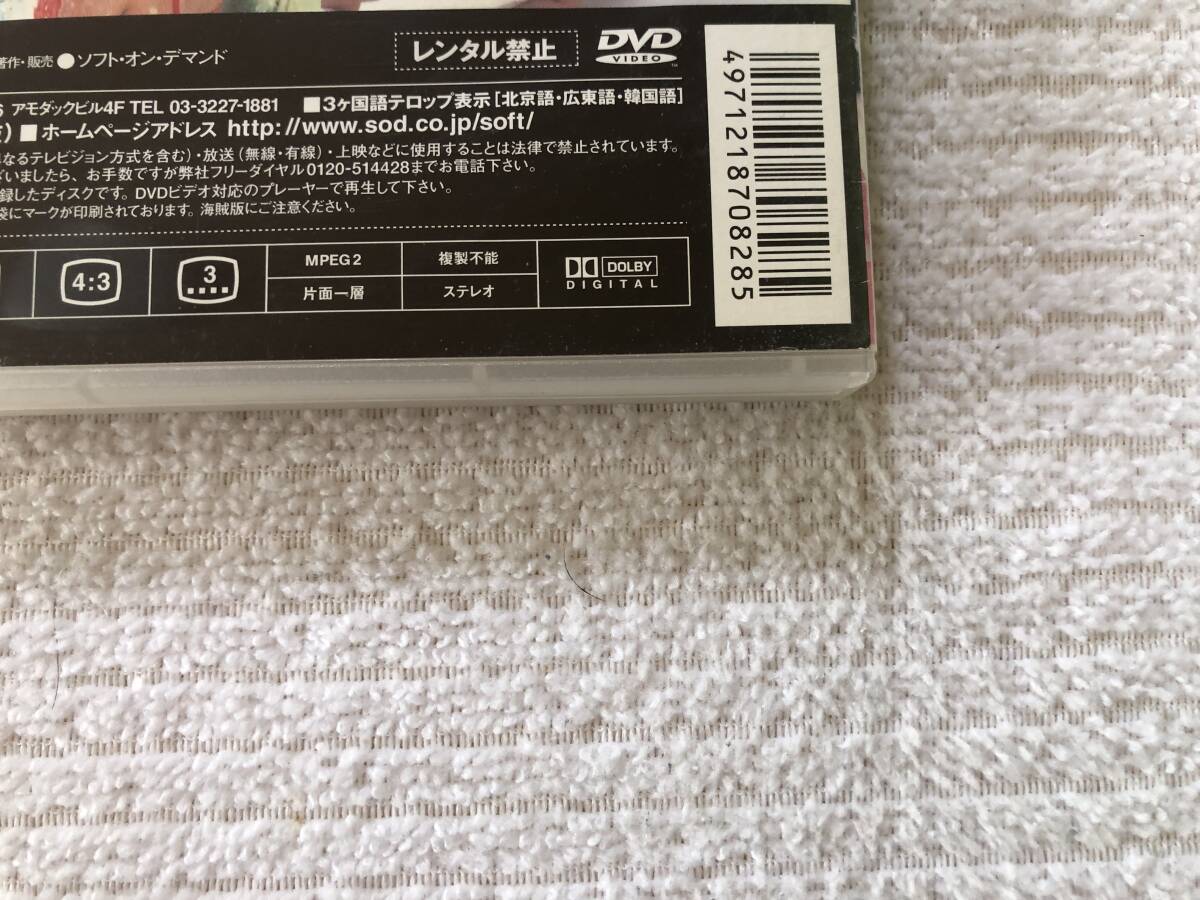 著作・販売●ソフト・オン・デマンド
レンタル禁止
DVD
VIDEO
アモダックビル4F TEL 03-3227-1881 ■3ヶ国語テロップ表示[北京語・広東語・韓国語]
■ホームページアドレス http://www.sod.co.jp/soft/
なるテレビジョン方式を含む)・放送(無線・有線)・上映などに使用することは法律で禁止されています。
ざいましたら、お手数ですが弊社フリーダイヤル0120-514428までお電話下さい。
録したディスクです。DVDビデオ対応のプレーヤーで再生して下さい。
袋にマークが印刷されております。海賊版にご注意ください。
4:3
3
MPEG2
複製不能
片面一層
ステレオ
DOLBY
DIGITAL
4971218708285